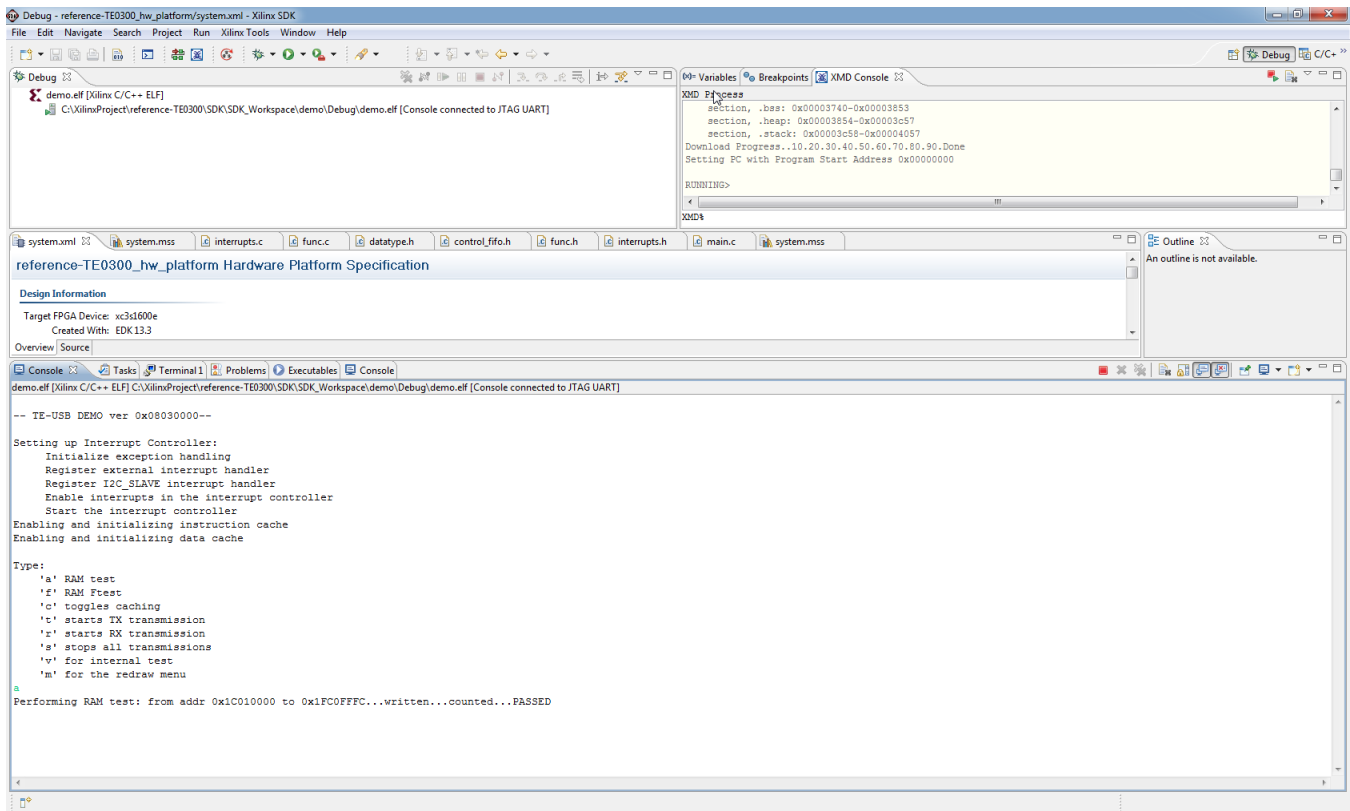 Debug - reference-TE0300_hw_platform/system.xml - Xilinx SDK
File Edit Navigate Search Project Run Xilinx Tools Window Help
Debug C/C+ »
Debug
demo.elf [Xilinx C/C++ ELF]
C:\XilinxProject\reference-TE0300\SDK\SDK_Workspace\demo\Debug\demo.elf [Console connected to JTAG UART]
Variables Breakpoints XMD Console
XMD Process
section, .bss: 0x00003740-0x00003853
section, .heap: 0x00003854-0x00003c57
section, .stack: 0x00003c58-0x00004057
Download Progress..10.20.30.40.50.60.70.80.90.Done
Setting PC with Program Start Address 0x00000000
RUNNING>
XMD%
system.xml system.mss interrupts.c func.c datatype.h control_fifo.h func.h interrupts.h main.c system.mss
Outline
An outline is not available.
reference-TE0300_hw_platform Hardware Platform Specification
Design Information
Target FPGA Device: xc3s1600e
Created With: EDK 13.3
Overview Source
Console Tasks Terminal 1 Problems Executables Console
demo.elf [Xilinx C/C++ ELF] C:\XilinxProject\reference-TE0300\SDK\SDK_Workspace\demo\Debug\demo.elf [Console connected to JTAG UART]
-- TE-USB DEMO ver 0x08030000--
Setting up Interrupt Controller:
Initialize exception handling
Register external interrupt handler
Register I2C_SLAVE interrupt handler
Enable interrupts in the interrupt controller
Start the interrupt controller
Enabling and initializing instruction cache
Enabling and initializing data cache
Type:
'a' RAM test
'f' RAM Ftest
'c' toggles caching
't' starts TX transmission
'r' starts RX transmission
's' stops all transmissions
'v' for internal test
'm' for the redraw menu
a
Performing RAM test: from addr 0x1C010000 to 0x1FC0FFFC...written...counted...PASSED